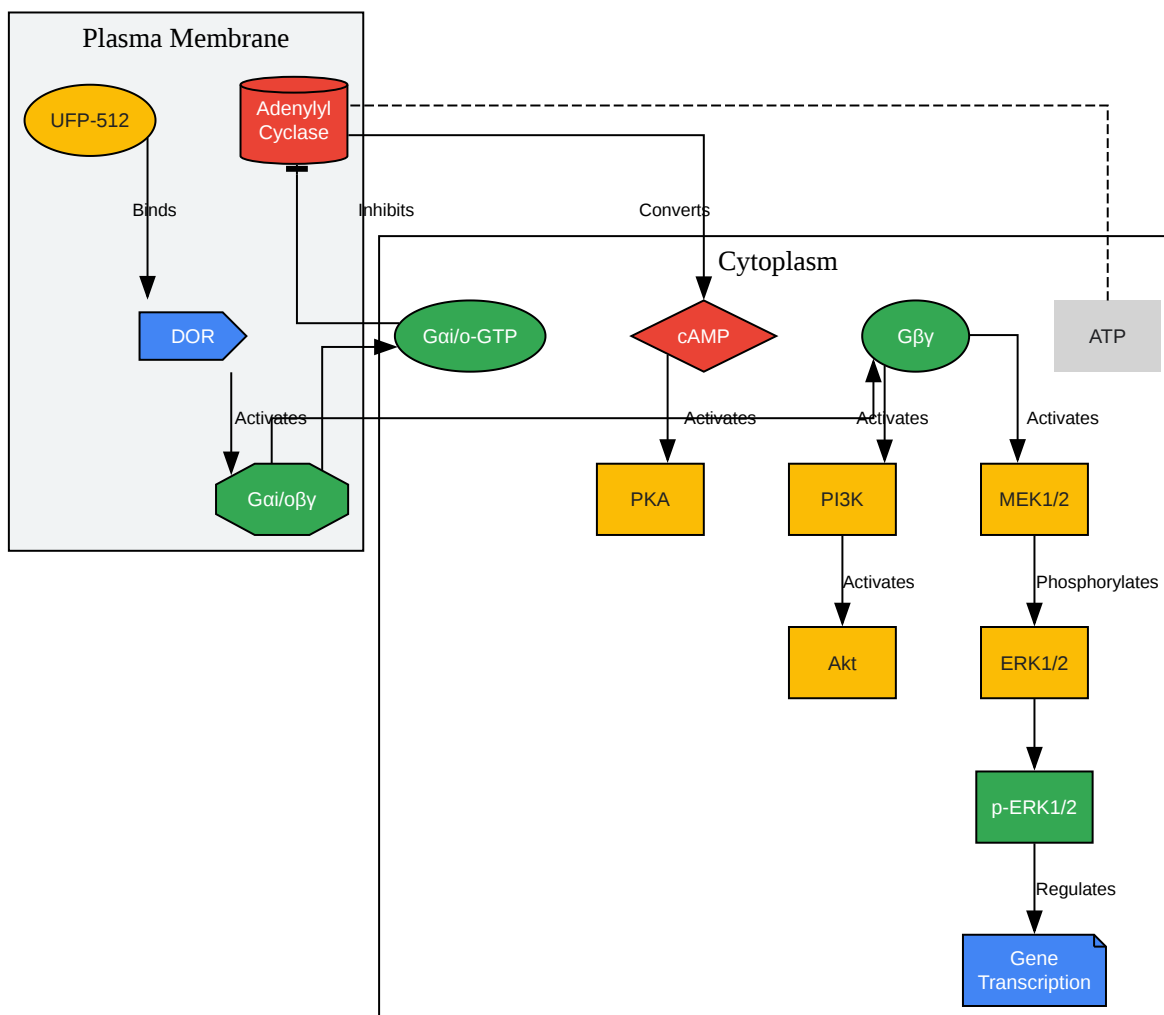 Plasma Membrane
UFP-512
Adenylyl
Cyclase
Binds
Inhibits
Converts
Cytoplasm
DOR
Gαi/o-GTP
cAMP
Gβγ
ATP
Activates
Activates
Activates
Activates
Gαi/oβγ
PKA
PI3K
MEK1/2
Activates
Phosphorylates
Akt
ERK1/2
p-ERK1/2
Regulates
Gene
Transcription